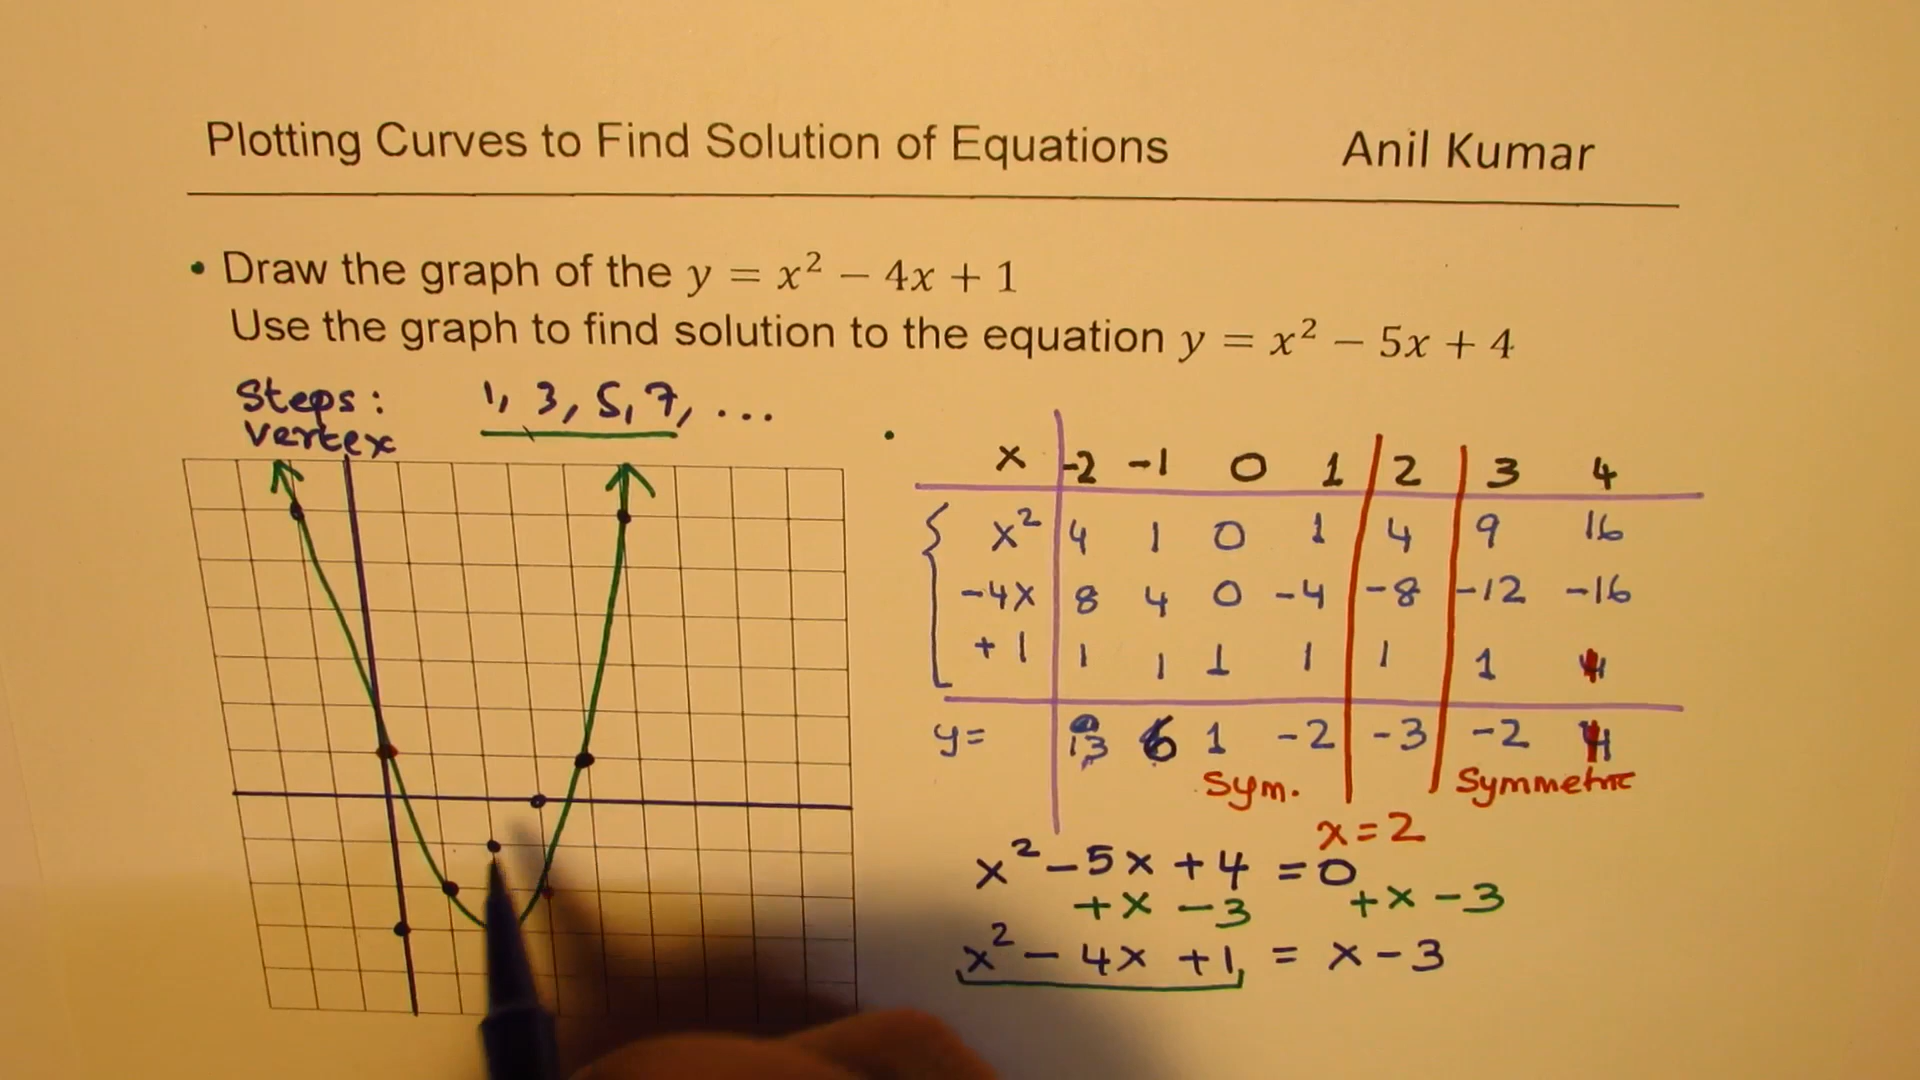 Plotting Curves to Find Solution of Equations Anil Kumar
• Draw the graph of the y = x² − 4x + 1
Use the graph to find solution to the equation y = x² − 5x + 4
Steps: 1, 3, 5, 7, ...
vertex
x -2 -1 0 1 2 3 4
x² 4 1 0 1 4 9 16
-4x 8 4 0 -4 -8 -12 -16
+1 1 1 1 1 1 1
y= 13 6 1 -2 -3 -2
Sym. Symmetric
x=2
x² -5x +4 = 0
+x -3 +x -3
x² - 4x +1 = x-3